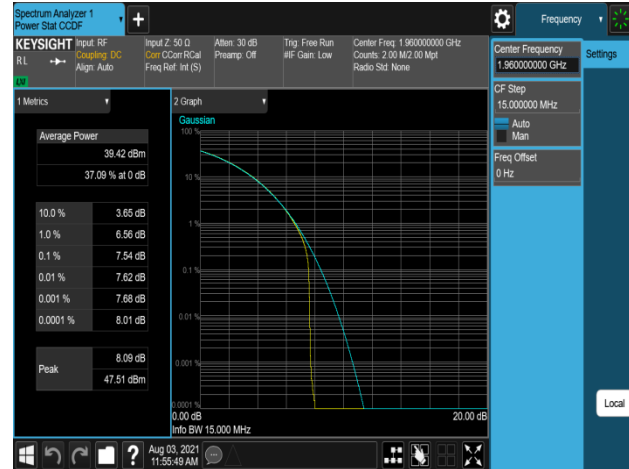 Spectrum Analyzer 1
Power Stat CCDF
+
Frequency
KEYSIGHT
RL
LM
Input: RF
Coupling: DC
Align: Auto
Input Z: 50 Ω
Corr CCorr RCal
Freq Ref: Int (S)
Atten: 30 dB
Preamp: Off
Trig: Free Run
#IF Gain: Low
Center Freq: 1.960000000 GHz
Counts: 2.00 M/2.00 Mpt
Radio Std: None
Center Frequency
1.960000000 GHz
Settings
CF Step
15.000000 MHz
Auto
Man
Freq Offset
0 Hz
1 Metrics
Average Power
39.42 dBm
37.09 % at 0 dB
10.0 % 3.65 dB
1.0 % 6.56 dB
0.1 % 7.54 dB
0.01 % 7.62 dB
0.001 % 7.68 dB
0.0001 % 8.01 dB
Peak
8.09 dB
47.51 dBm
2 Graph
Gaussian
100 %
10 %
1 %
0.1 %
0.01 %
0.001 %
0.0001 %
0.00 dB 20.00 dB
Info BW 15.000 MHz
Local
?
Aug 03, 2021
11:55:49 AM